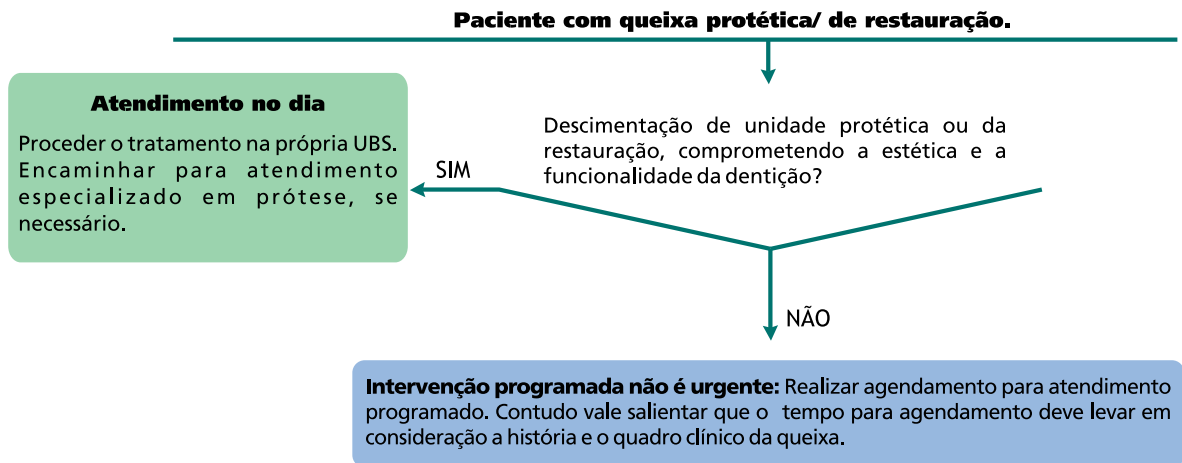 Paciente com queixa protética/ de restauração.
Atendimento no dia
Proceder o tratamento na própria UBS.
Encaminhar para atendimento
especializado em prótese, se
necessário.
SIM
Descimentação de unidade protética ou da
restauração, comprometendo a estética e a
funcionalidade da dentição?
NÃO
Intervenção programada não é urgente: Realizar agendamento para atendimento
programado. Contudo vale salientar que o tempo para agendamento deve levar em
consideração a história e o quadro clínico da queixa.